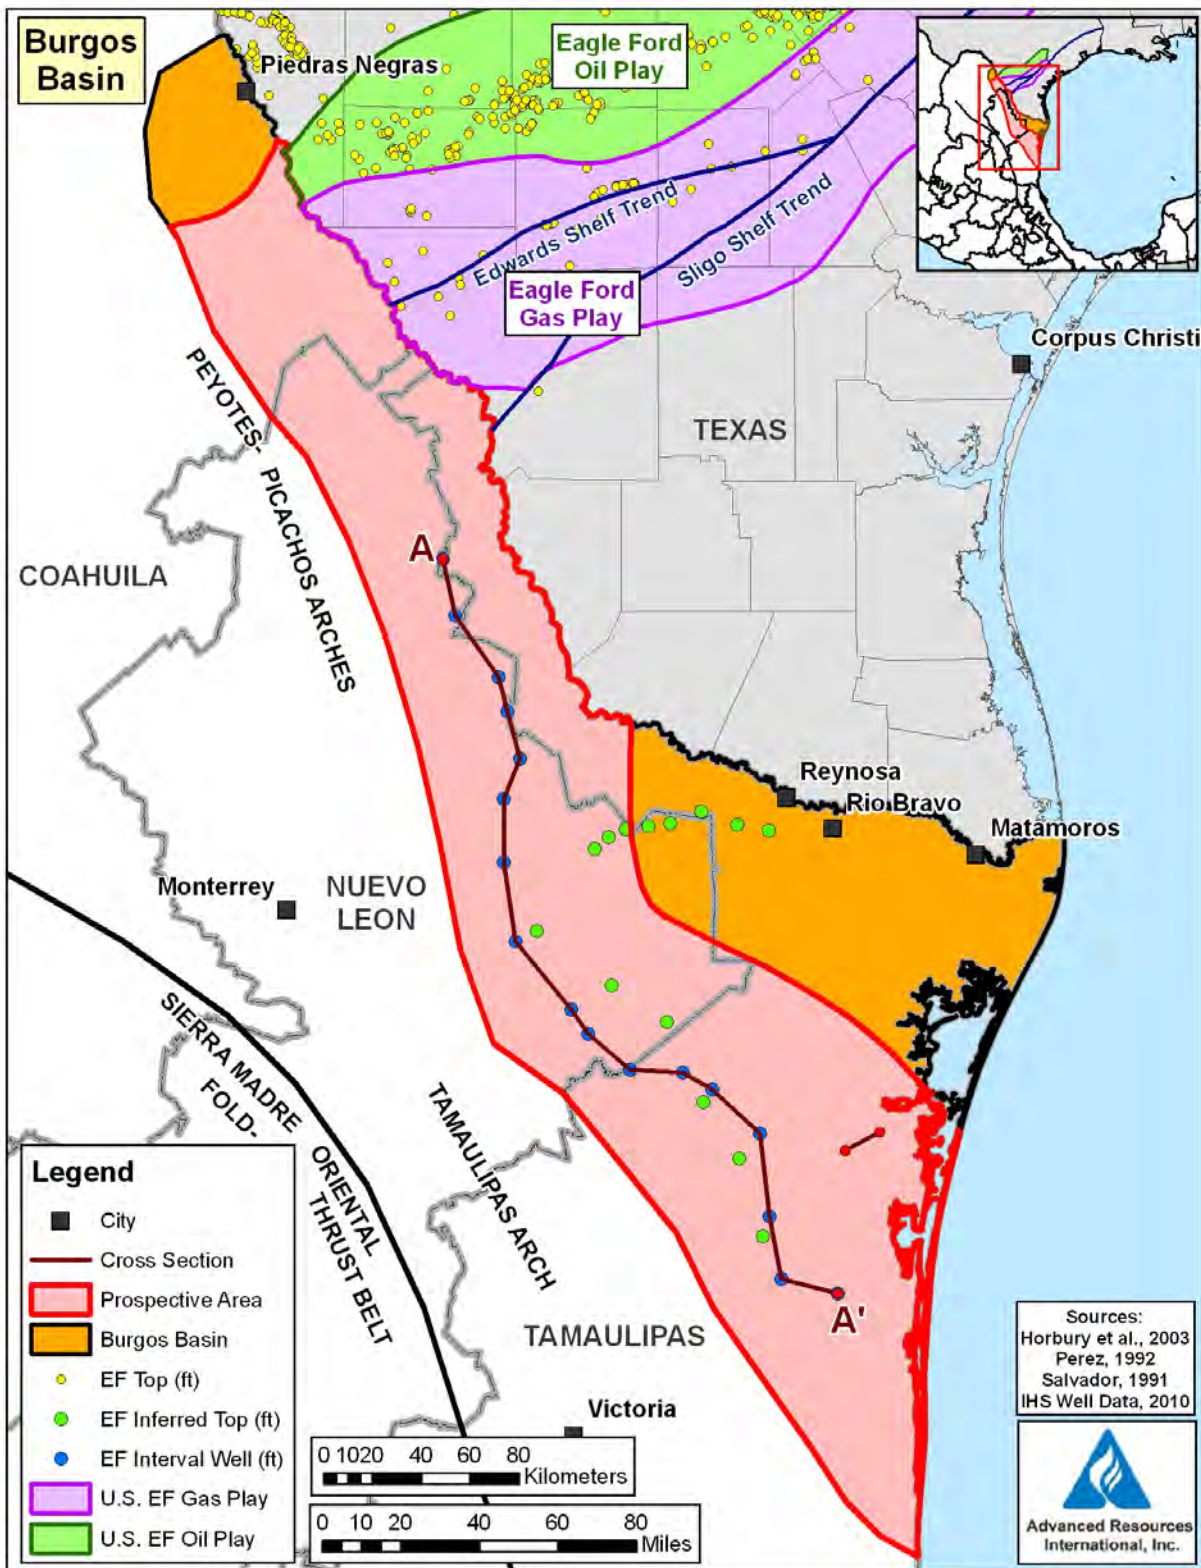 Burgos
Basin
Piedras Negras
Eagle Ford
Oil Play
Edwards Shelf Trend
Sligo Shelf Trend
Eagle Ford
Gas Play
Corpus Christi
TEXAS
PEYOTES- PICACHOS ARCHES
A
COAHUILA
Reynosa
Rio Bravo
Matamoros
Monterrey
NUEVO
LEON
SIERRA MADRE ORIENTAL
FOLD- THRUST BELT
TAMAULIPAS ARCH
A'
TAMAULIPAS
Victoria
Legend
City
Cross Section
Prospective Area
Burgos Basin
EF Top (ft)
EF Inferred Top (ft)
EF Interval Well (ft)
U.S. EF Gas Play
U.S. EF Oil Play
0 10 20 40 60 80
Kilometers
0 10 20 40 60 80
Miles
Sources:
Horbury et al., 2003
Perez, 1992
Salvador, 1991
IHS Well Data, 2010
Advanced Resources
International, Inc.